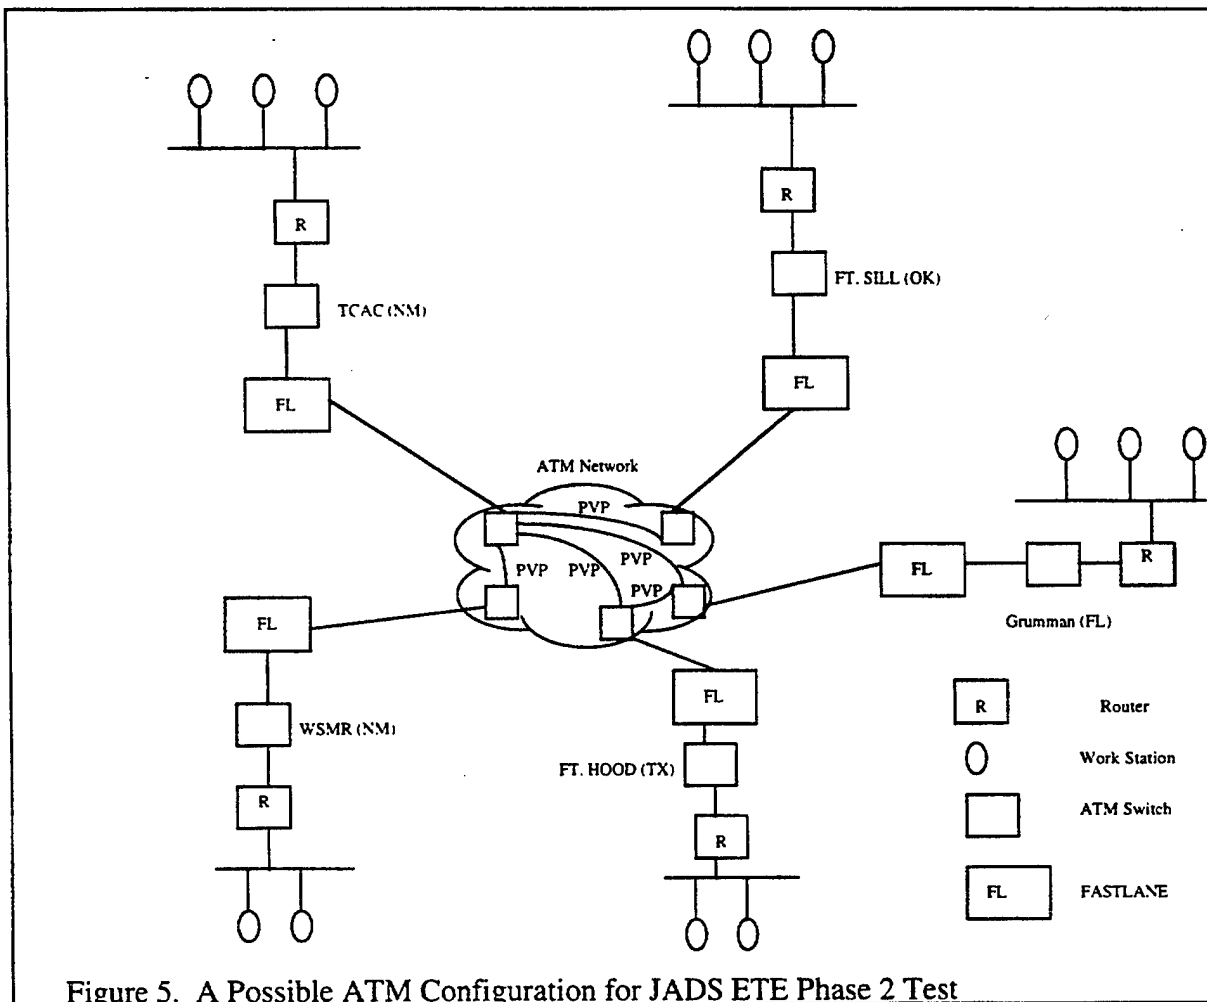 R
R
FT. SILL (OK)
TCAC (NM)
FL
FL
ATM Network
PVP
PVP
PVP
PVP
PVP
FL
R
Grumman (FL)
FL
FL
R
Router
WSMR (NM)
Work Station
FT. HOOD (TX)
R
R
ATM Switch
FL
FASTLANE
Figure 5. A Possible ATM Configuration for JADS ETE Phase 2 Test